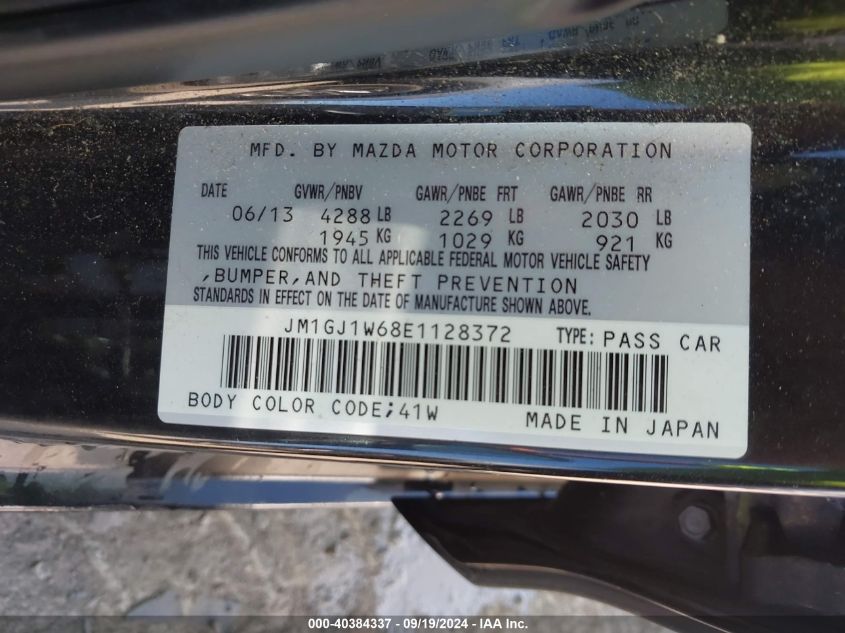 MFD. BY MAZDA MOTOR CORPORATION
DATE GVWR/PNBV GAWR/PNBE FRT GAWR/PNBE RR
06/13 4288 LB 2269 LB 2030 LB
1945 KG 1029 KG 921 KG
THIS VEHICLE CONFORMS TO ALL APPLICABLE FEDERAL MOTOR VEHICLE SAFETY
,BUMPER,AND THEFT PREVENTION
STANDARDS IN EFFECT ON THE DATE OF MANUFACTURE SHOWN ABOVE.
JM1GJ1W68E1128372 TYPE: PASS CAR
BODY COLOR CODE;41W
MADE IN JAPAN
000-40384337 - 09/19/2024 - IAAI Inc.